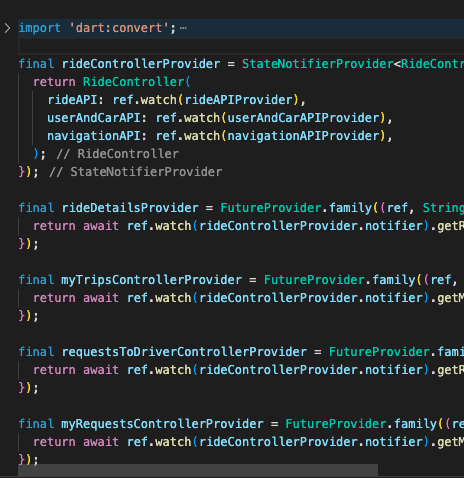 import 'dart:convert';
final rideControllerProvider = StateNotifierProvider<RideContr
return RideController(
rideAPI: ref.watch(rideAPIProvider),
userAndCarAPI: ref.watch(userAndCarAPIProvider),
navigationAPI: ref.watch(navigationAPIProvider),
); // RideController
}); // StateNotifierProvider
final rideDetailsProvider = FutureProvider.family((ref, String
return await ref.watch(rideControllerProvider.notifier).getR
});
final myTripsControllerProvider = FutureProvider.family((ref,
return await ref.watch(rideControllerProvider.notifier).getM
});
final requestsToDriverControllerProvider = FutureProvider.fami
return await ref.watch(rideControllerProvider.notifier).getR
});
final myRequestsControllerProvider = FutureProvider.family((re
return await ref.watch(rideControllerProvider.notifier).getM
});